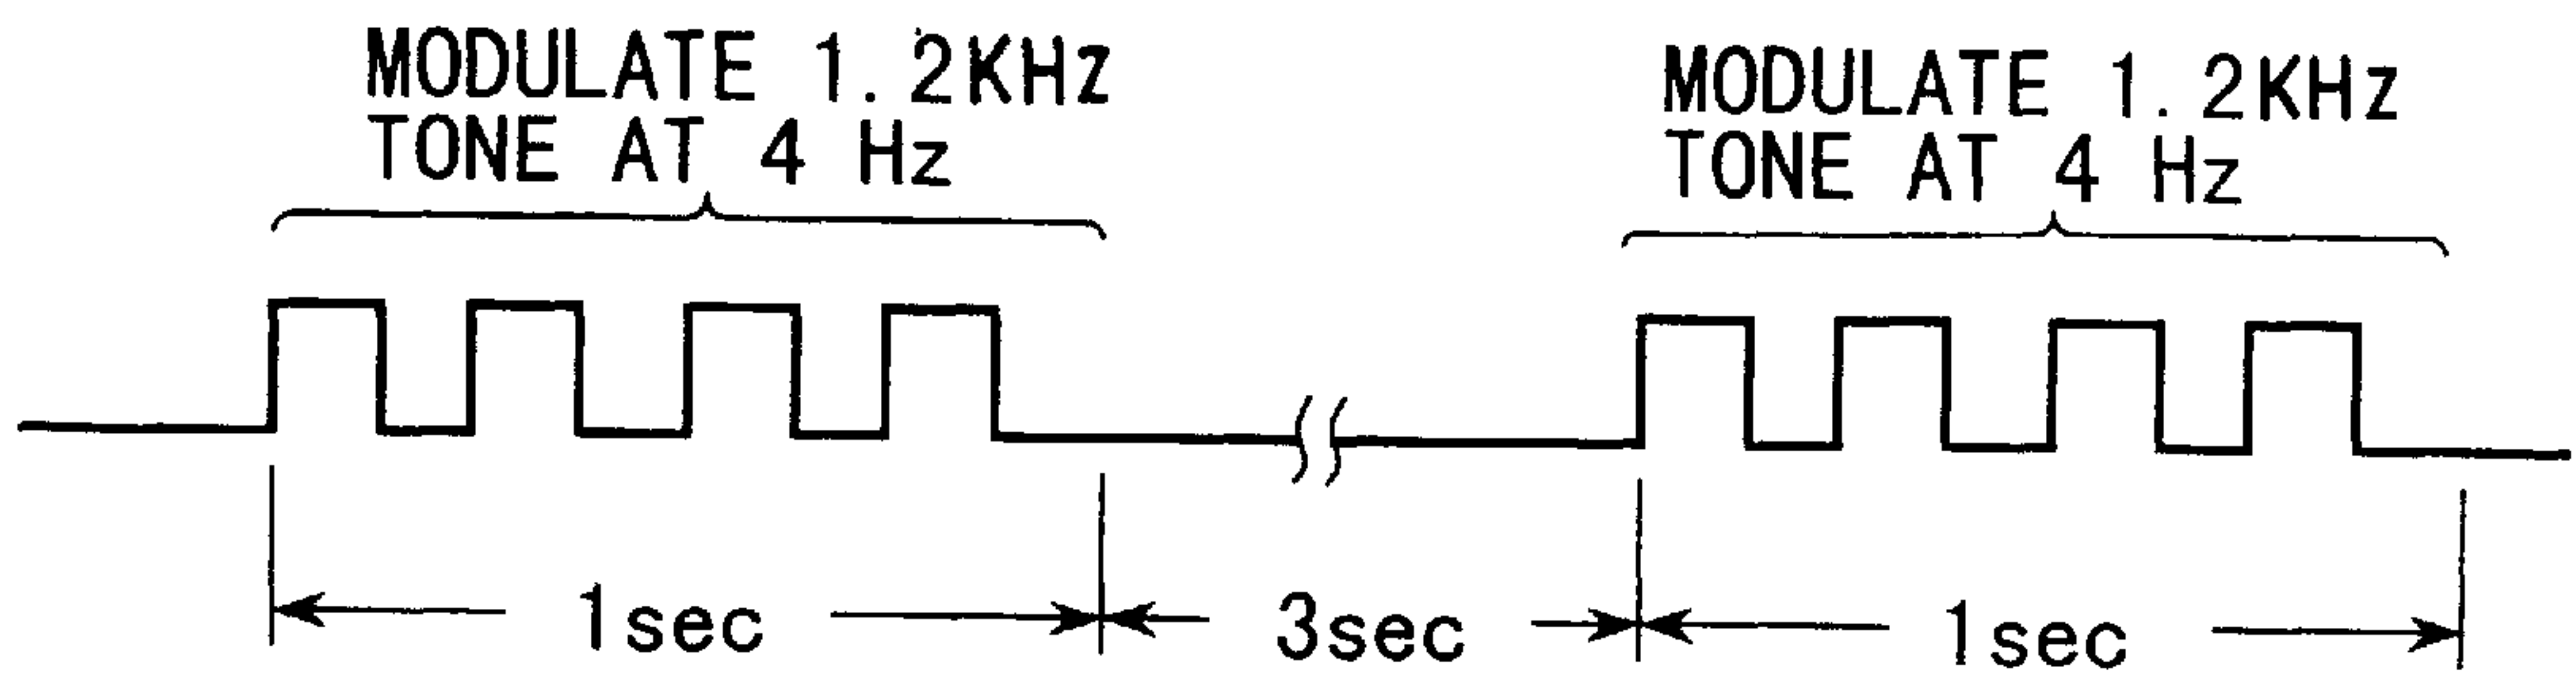 MODULATE 1.2KHz
TONE AT 4 Hz
MODULATE 1.2KHz
TONE AT 4 Hz
1sec
3sec
1sec